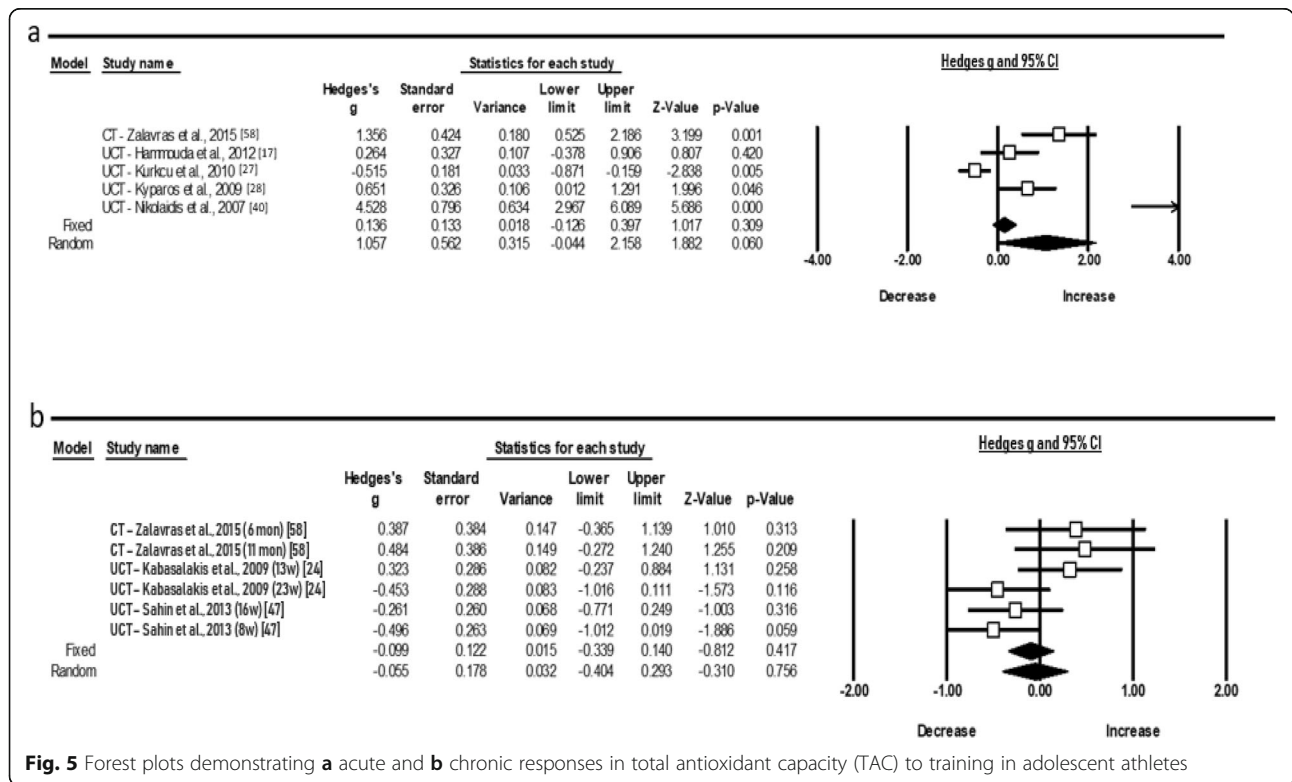 a
Model Study name Statistics for each study Hedges g and 95% CI
Hedges's Standard Lower Upper
g error Variance limit limit Z-Value p-Value
CT - Zalavras et al., 2015 [58] 1.356 0.424 0.180 0.525 2.186 3.199 0.001
UCT - Hammouda et al., 2012 [17] 0.264 0.327 0.107 -0.378 0.906 0.807 0.420
UCT - Kurkcu et al., 2010 [27] -0.515 0.181 0.033 -0.871 -0.159 -2.838 0.005
UCT - Kyparos et al., 2009 [28] 0.651 0.326 0.106 0.012 1.291 1.996 0.046
UCT - Nikolaidis et al., 2007 [40] 4.528 0.796 0.634 2.967 6.089 5.686 0.000
Fixed 0.136 0.133 0.018 -0.126 0.397 1.017 0.309
Random 1.057 0.562 0.315 -0.044 2.158 1.882 0.060
-4.00 -2.00 0.00 2.00 4.00
Decrease Increase
b
Model Study name Statistics for each study Hedges g and 95% CI
Hedges's Standard Lower Upper
g error Variance limit limit Z-Value p-Value
CT – Zalavras et al., 2015 (6 mon) [58] 0.387 0.384 0.147 -0.365 1.139 1.010 0.313
CT – Zalavras et al., 2015 (11 mon) [58] 0.484 0.386 0.149 -0.272 1.240 1.255 0.209
UCT – Kabasalakis et al., 2009 (13w) [24] 0.323 0.286 0.082 -0.237 0.884 1.131 0.258
UCT – Kabasalakis et al., 2009 (23w) [24] -0.453 0.288 0.083 -1.016 0.111 -1.573 0.116
UCT – Sahin et al., 2013 (16w) [47] -0.261 0.260 0.068 -0.771 0.249 -1.003 0.316
UCT – Sahin et al., 2013 (8w) [47] -0.496 0.263 0.069 -1.012 0.019 -1.886 0.059
Fixed -0.099 0.122 0.015 -0.339 0.140 -0.812 0.417
Random -0.055 0.178 0.032 -0.404 0.293 -0.310 0.756
-2.00 -1.00 0.00 1.00 2.00
Decrease Increase
Fig. 5 Forest plots demonstrating a acute and b chronic responses in total antioxidant capacity (TAC) to training in adolescent athletes